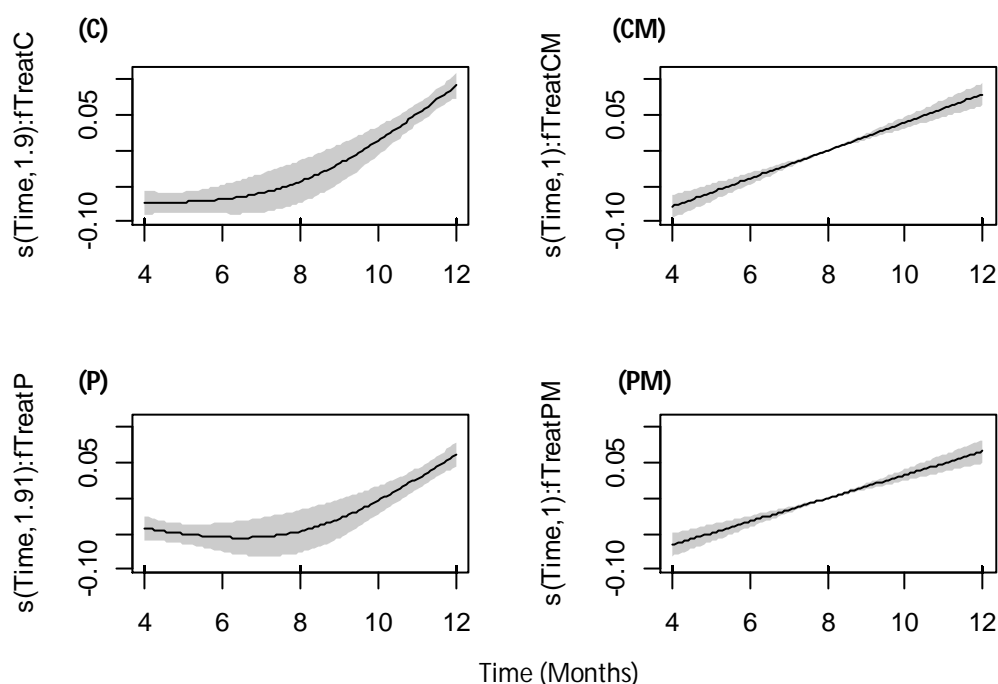 (C)
s(Time,1.9):fTreatC
0.05
-0.10
4 6 8 10 12
(CM)
s(Time,1):fTreatCM
0.05
-0.10
4 6 8 10 12
(P)
s(Time,1.91):fTreatP
0.05
-0.10
4 6 8 10 12
(PM)
s(Time,1):fTreatPM
0.05
-0.10
4 6 8 10 12
Time (Months)